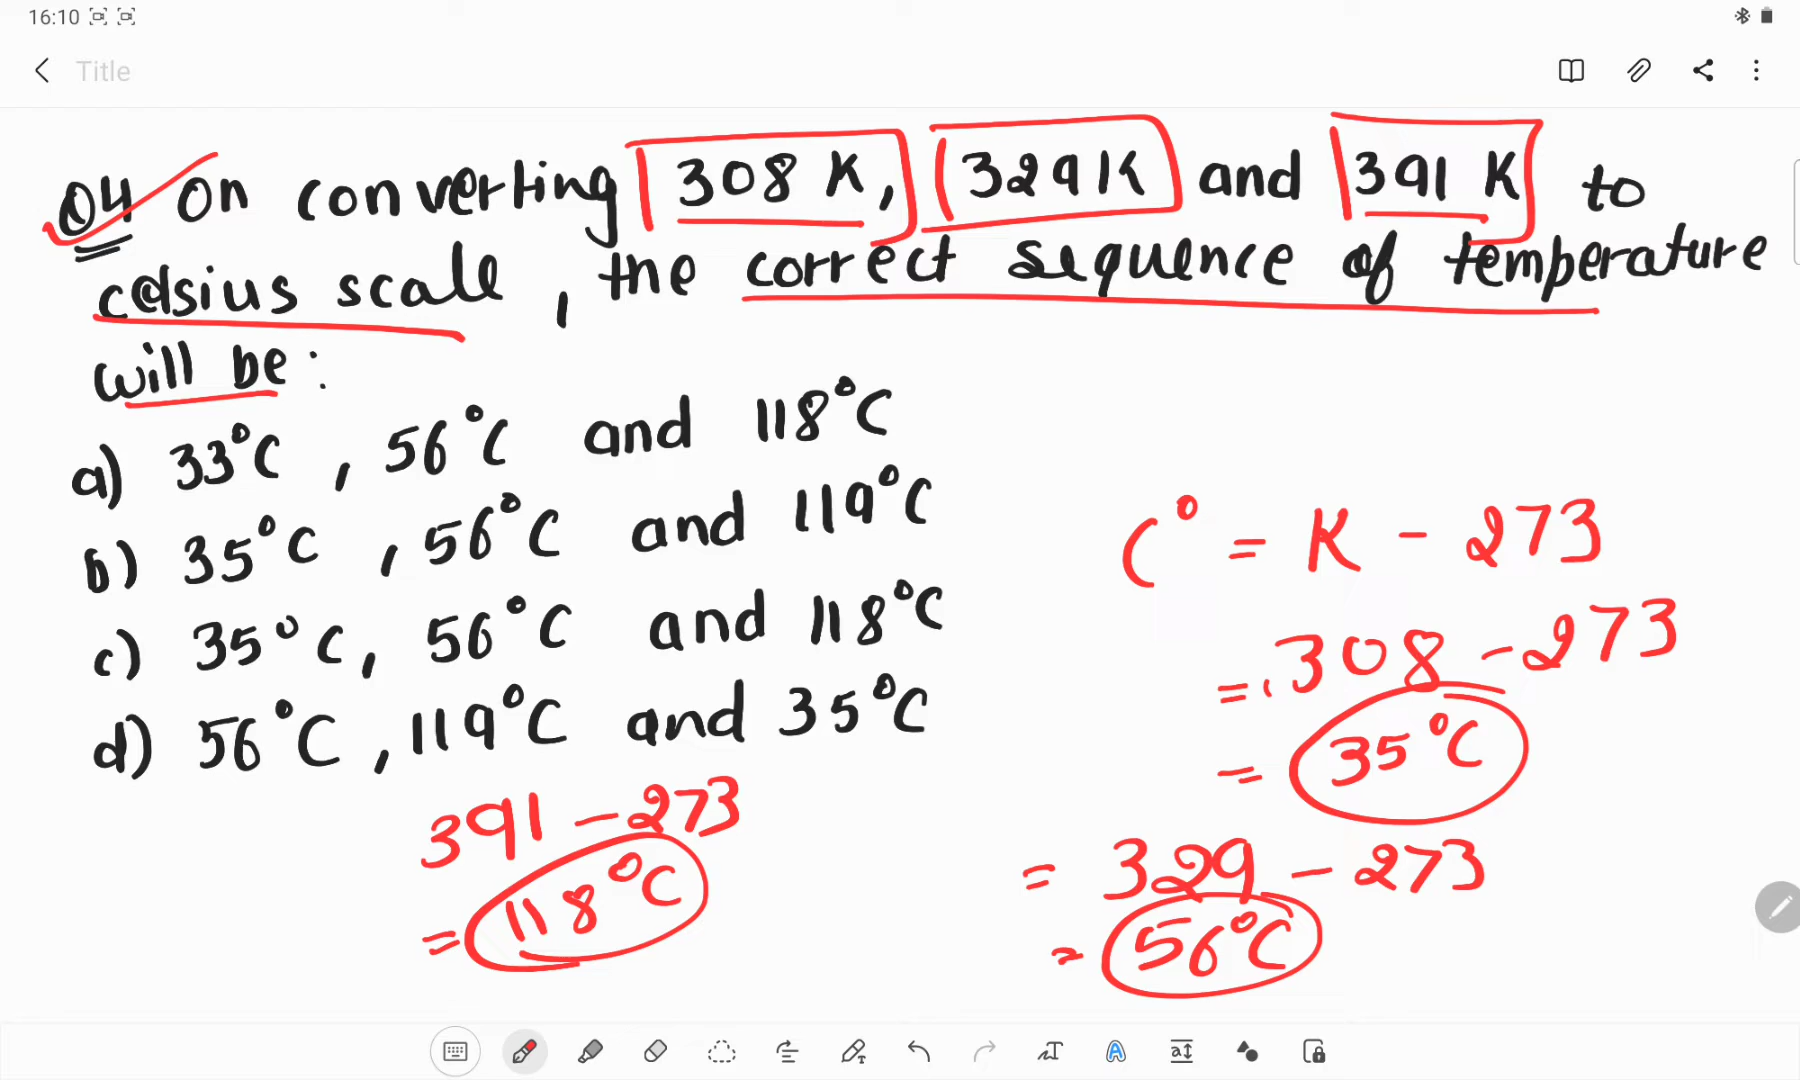 16:10
Title
Q4 On converting 308 K, 329 K and 391 K to
celsius scale, the correct sequence of temperature
will be:
a) 33°C, 56°C and 118°C
b) 35°C, 56°C and 119°C
c) 35°C, 56°C and 118°C
d) 56°C, 119°C and 35°C
C° = K - 273
= 308 - 273
= 35°C
= 329 - 273
= 56°C
391 - 273
= 118°C